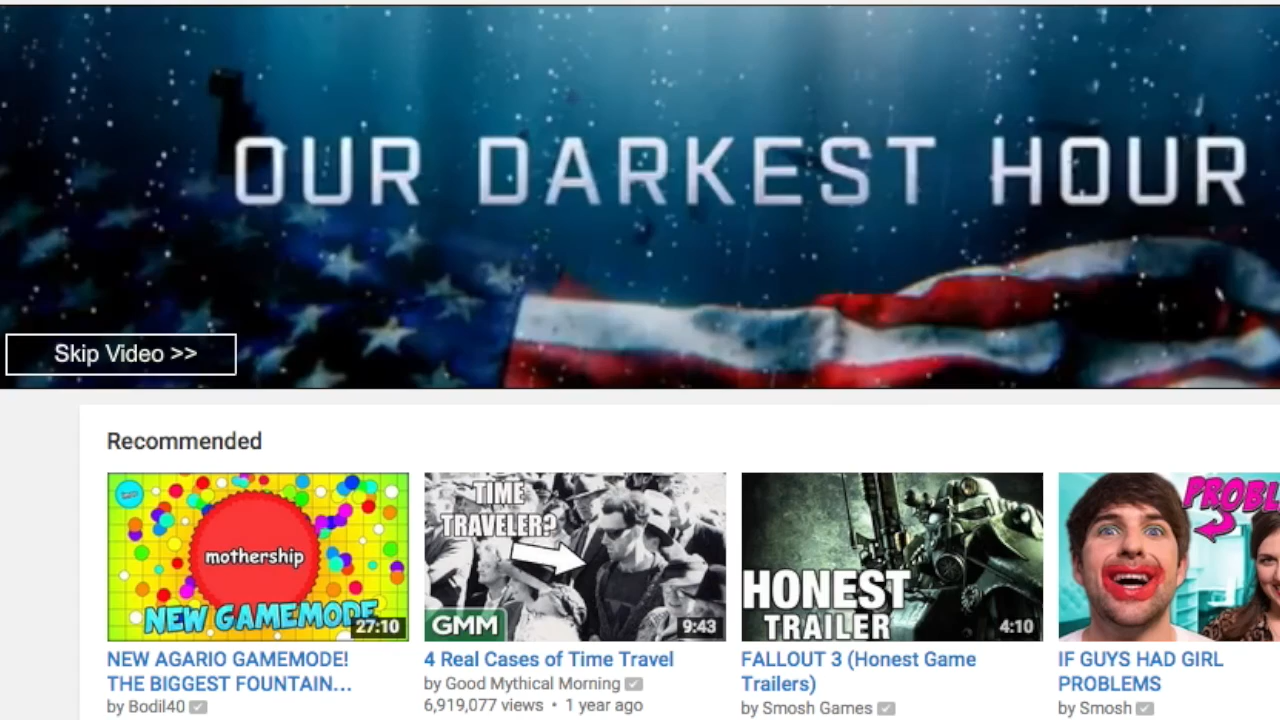 OUR DARKEST HOUR
Skip Video >>
Recommended
mothership
NEW GAMEMODE
27:10
TIME
TRAVELER?
GMM
9:43
HONEST
TRAILER
4:10
PROBL
NEW AGARIO GAMEMODE!
THE BIGGEST FOUNTAIN...
by Bodil40
4 Real Cases of Time Travel
by Good Mythical Morning
6,919,077 views • 1 year ago
FALLOUT 3 (Honest Game
Trailers)
by Smosh Games
IF GUYS HAD GIRL
PROBLEMS
by Smosh